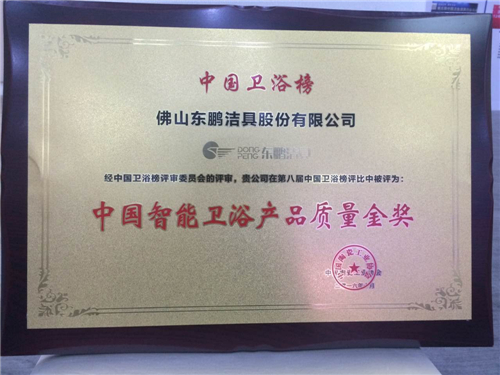 中国卫浴榜
佛山东鹏洁具股份有限公司
DONG PENG 东鹏
经中国卫浴榜评审委员会的评审，贵公司在第八届中国卫浴榜评比中被评为：
中国智能卫浴产品质量金奖